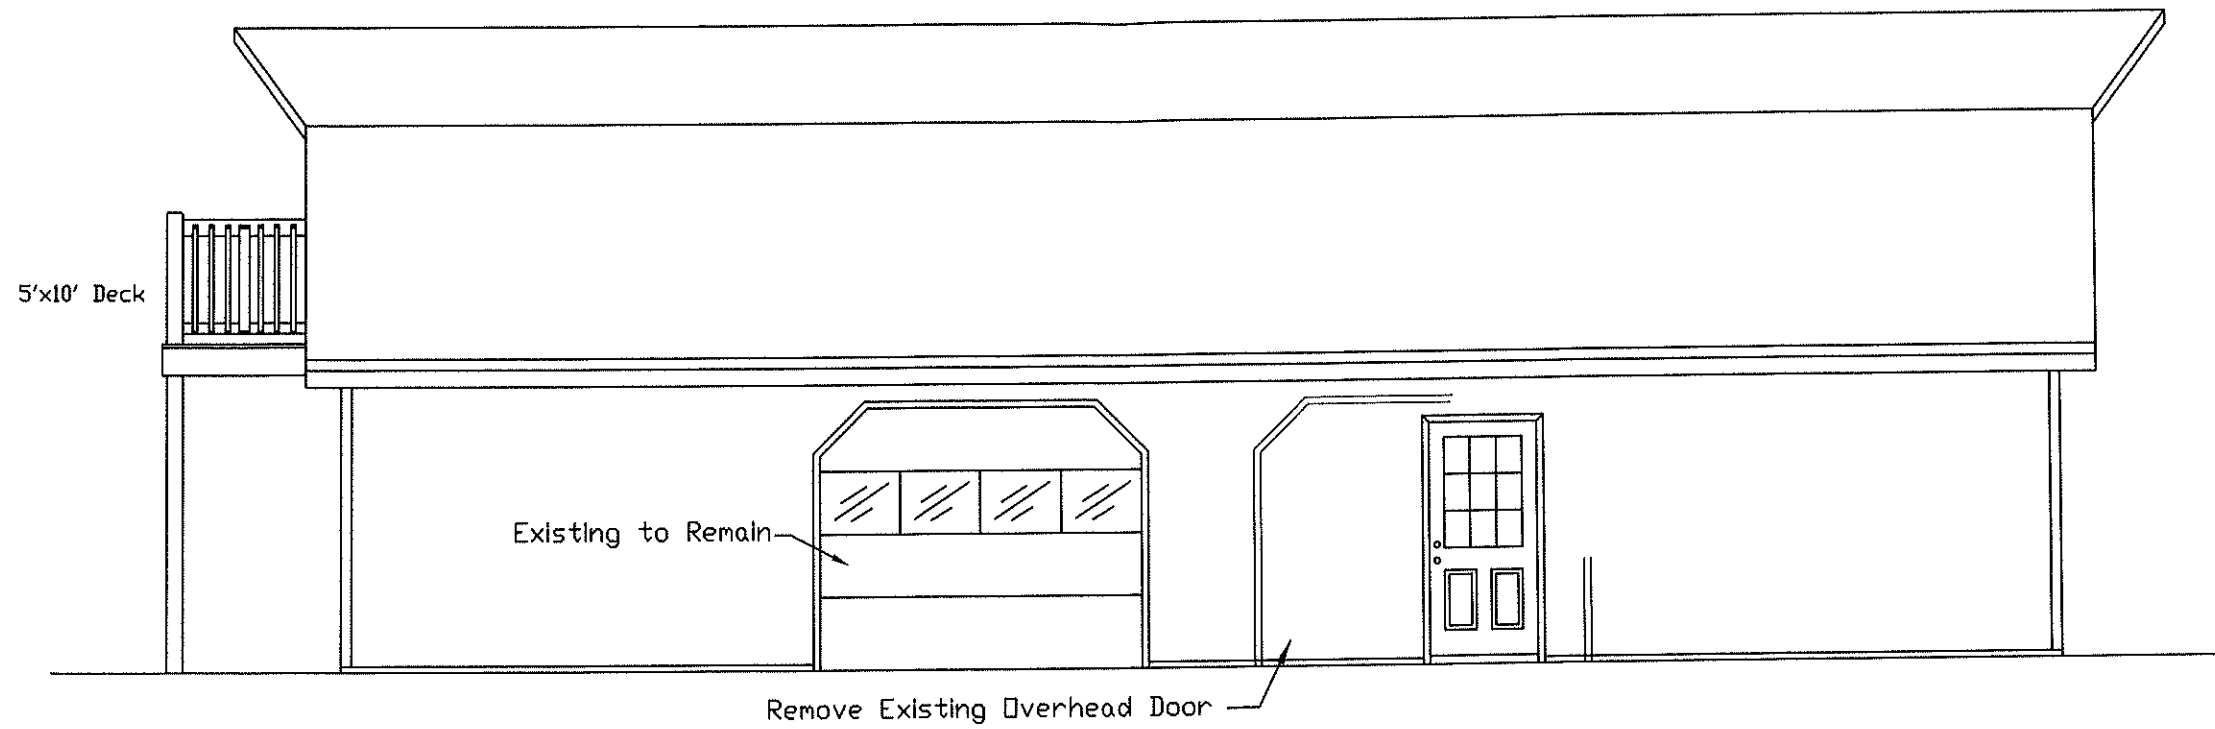 5'x10' Deck
Existing to Remain
Remove Existing Overhead Door